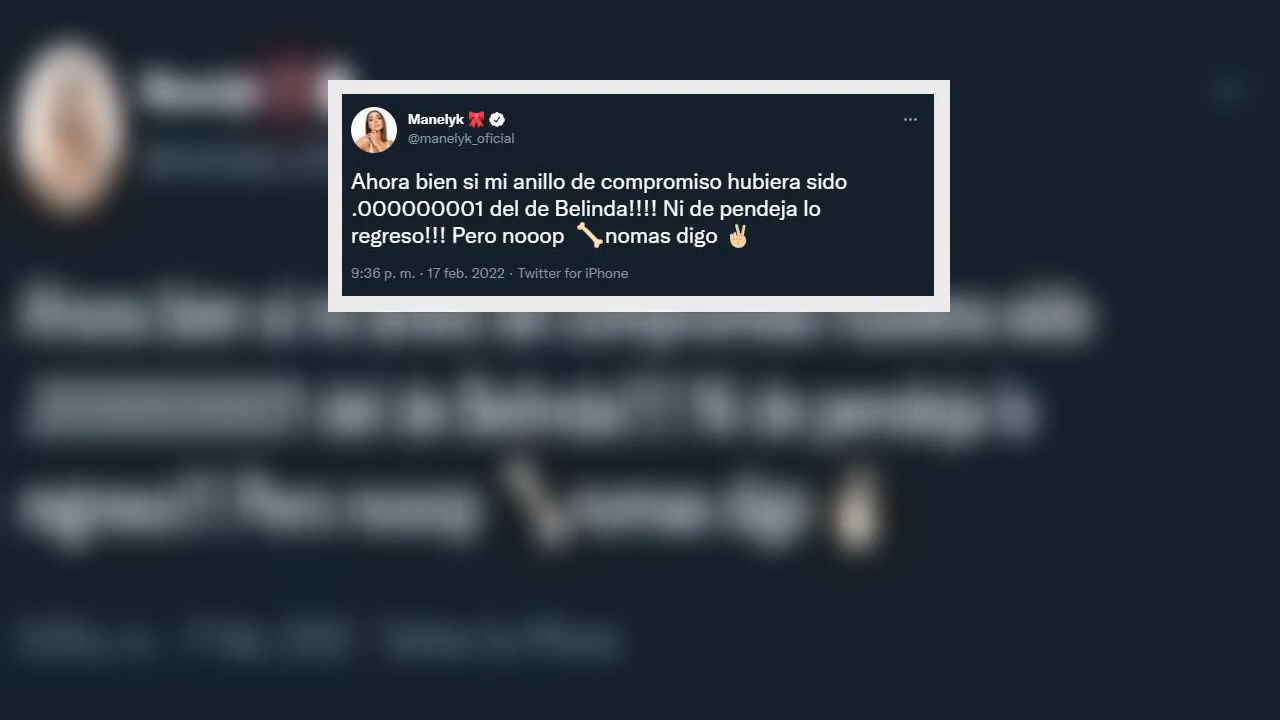 Manelyk 🎀
@manelyk_oficial
Ahora bien si mi anillo de compromiso hubiera sido
.000000001 del de Belinda!!!! Ni de pendeja lo
regreso!!! Pero nooop 🦴nomas digo ✌🏼
9:36 p. m. · 17 feb. 2022 · Twitter for iPhone